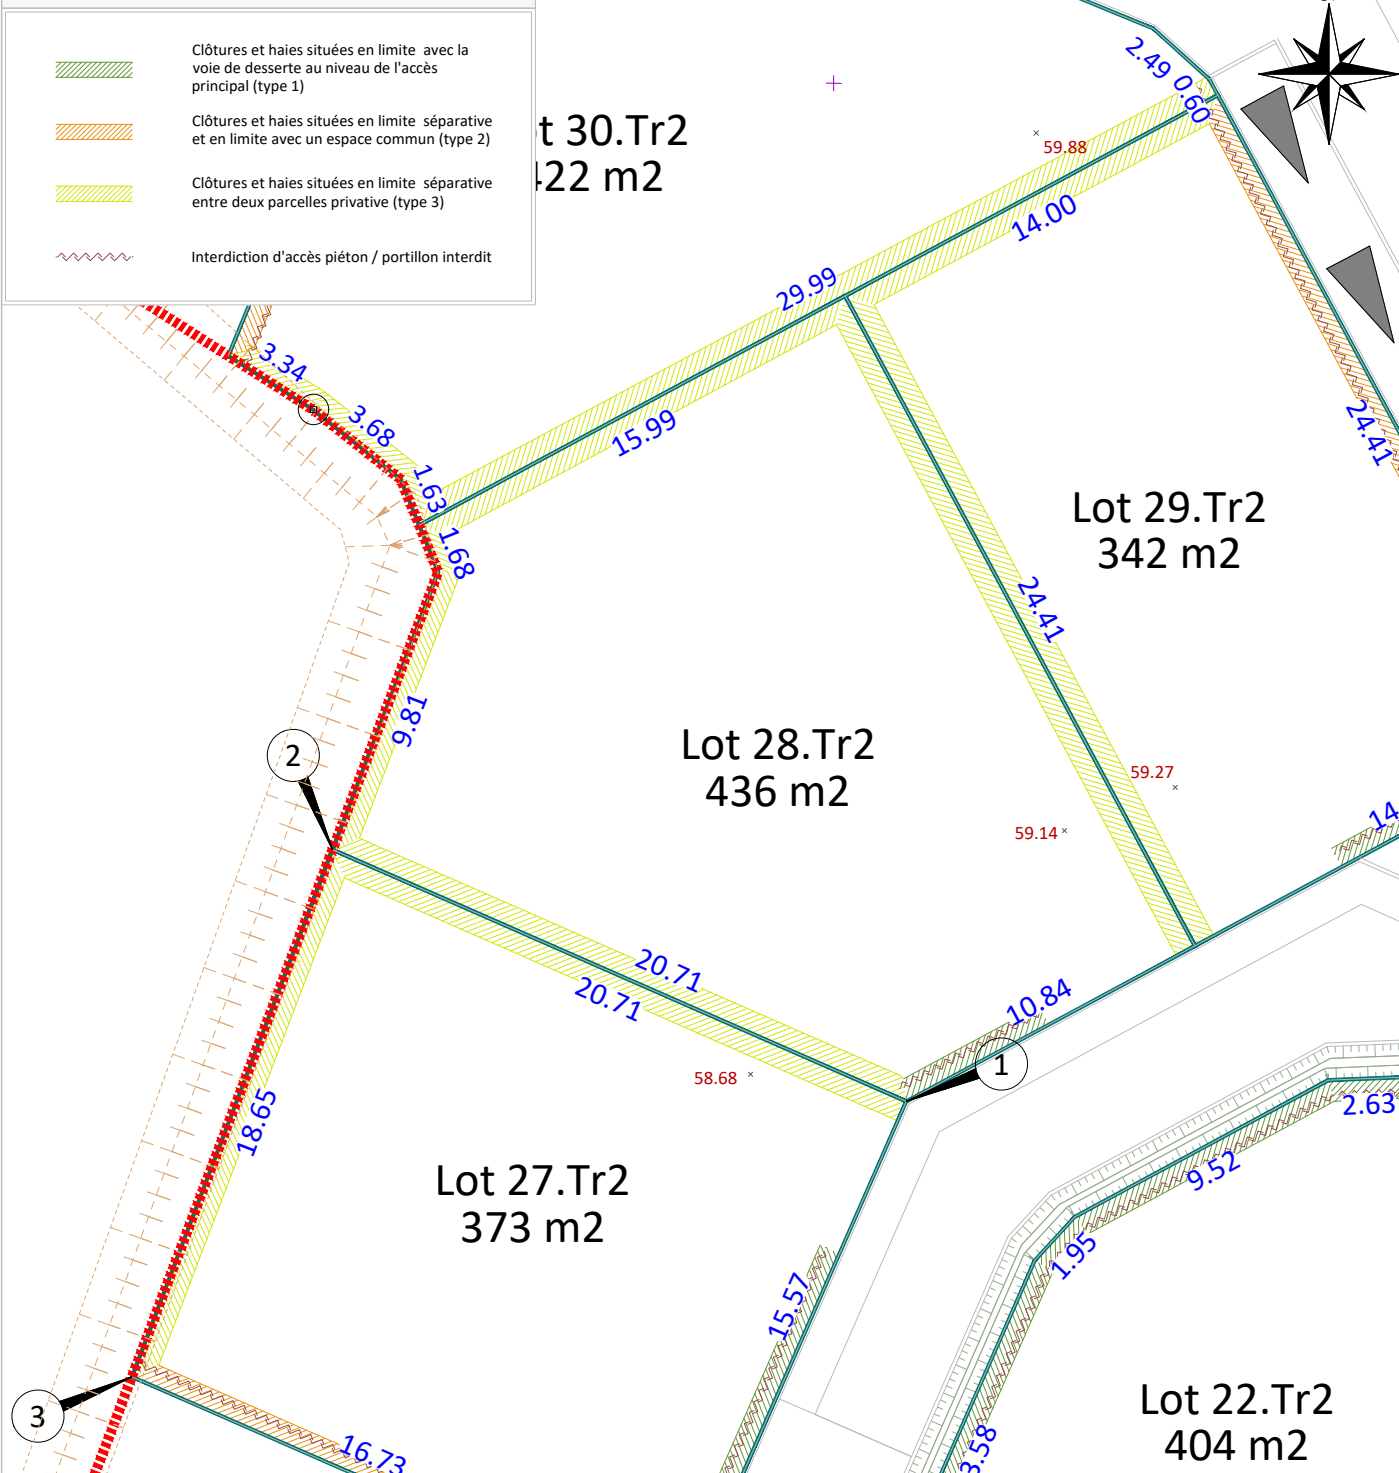 Clôtures et haies situées en limite avec la
voie de desserte au niveau de l'accès
principal (type 1)
Clôtures et haies situées en limite séparative
et en limite avec un espace commun (type 2)
Clôtures et haies situées en limite séparative
entre deux parcelles privative (type 3)
Interdiction d'accès piéton / portillon interdit
t 30.Tr2
422 m2
2.49
0.60
59.88
14.00
29.99
15.99
3.34
3.68
1.63
1.68
24.41
Lot 29.Tr2
342 m2
24.41
9.81
2
Lot 28.Tr2
436 m2
59.27
59.14
14
20.71
20.71
10.84
1
58.68
18.65
2.63
9.52
1.95
Lot 27.Tr2
373 m2
15.57
3
16.73
3.58
Lot 22.Tr2
404 m2